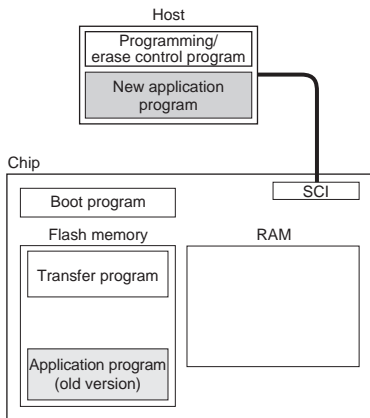 Host
Programming/
erase control program
New application
program
Chip
SCI
Boot program
Flash memory
RAM
Transfer program
Application program
(old version)